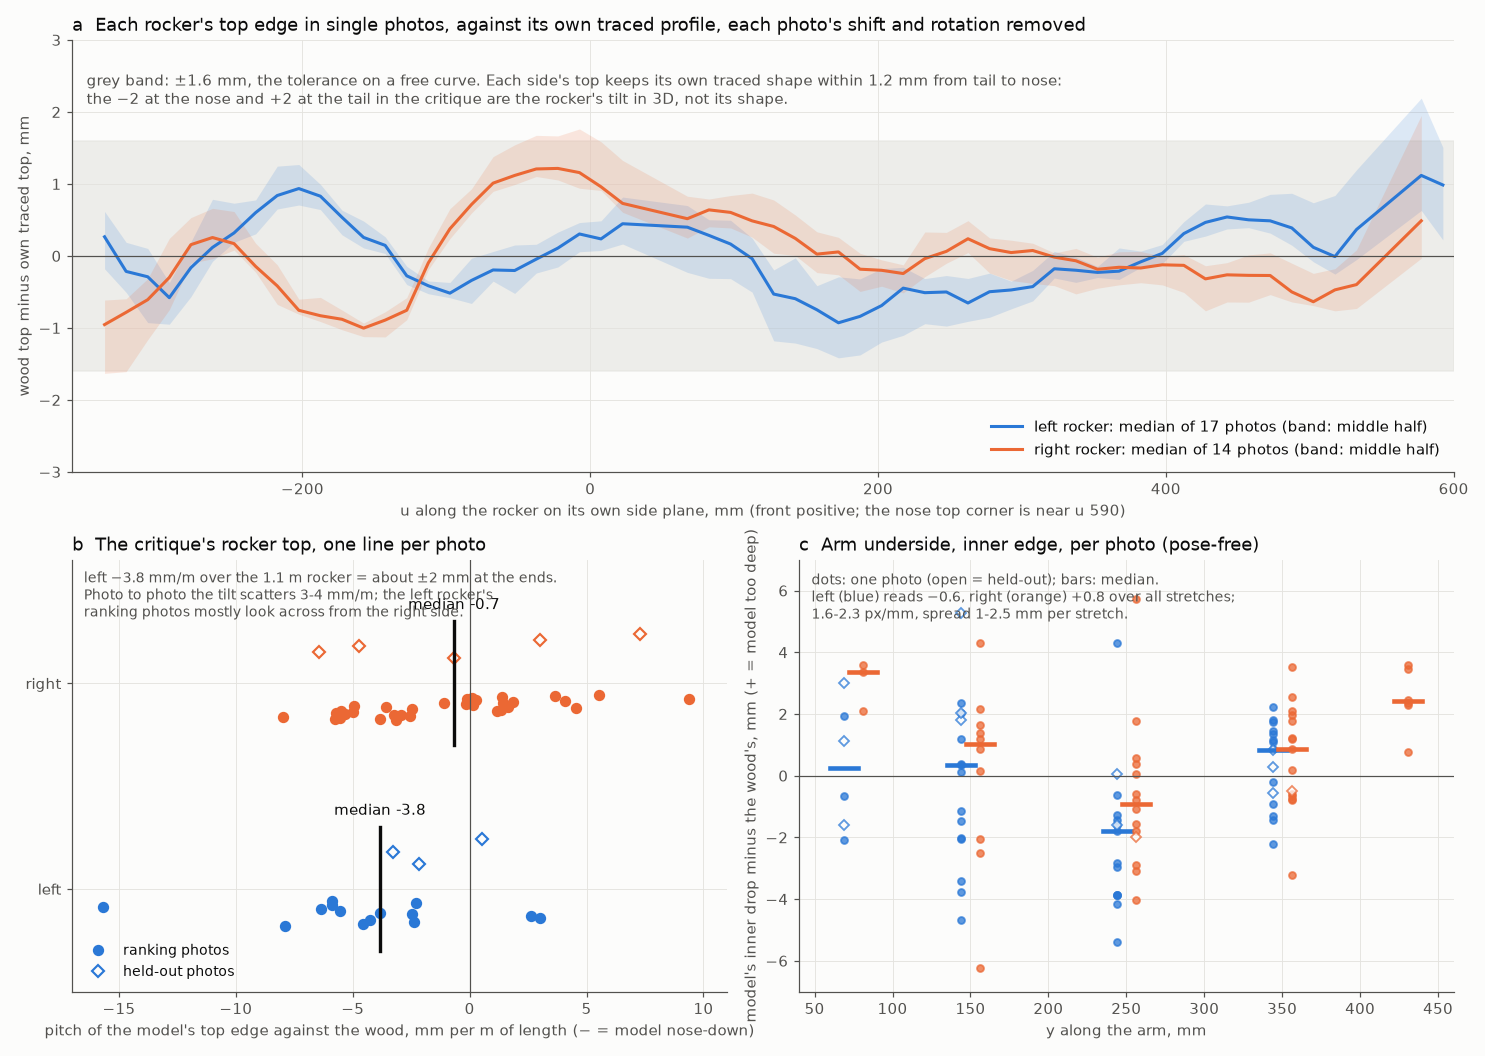 a  Each rocker's top edge in single photos, against its own traced profile, each photo's shift and rotation removed
3
2
1
0
−1
−2
−3
wood top minus own traced top, mm
grey band: ±1.6 mm, the tolerance on a free curve. Each side's top keeps its own traced shape within 1.2 mm from tail to nose:
the −2 at the nose and +2 at the tail in the critique are the rocker's tilt in 3D, not its shape.
left rocker: median of 17 photos (band: middle half)
right rocker: median of 14 photos (band: middle half)
−200
0
200
400
600
u along the rocker on its own side plane, mm (front positive; the nose top corner is near u 590)
b  The critique's rocker top, one line per photo
left −3.8 mm/m over the 1.1 m rocker = about ±2 mm at the ends.
Photo to photo the tilt scatters 3-4 mm/m; the left rocker's
ranking photos mostly look across from the right side.
median -0.7
right
median -3.8
left
ranking photos
held-out photos
−15
−10
−5
0
5
10
pitch of the model's top edge against the wood, mm per m of length (− = model nose-down)
c  Arm underside, inner edge, per photo (pose-free)
model's inner drop minus the wood's, mm (+ = model too deep)
dots: one photo (open = held-out); bars: median.
left (blue) reads −0.6, right (orange) +0.8 over all stretches;
1.6-2.3 px/mm, spread 1-2.5 mm per stretch.
6
4
2
0
−2
−4
−6
50
100
150
200
250
300
350
400
450
y along the arm, mm